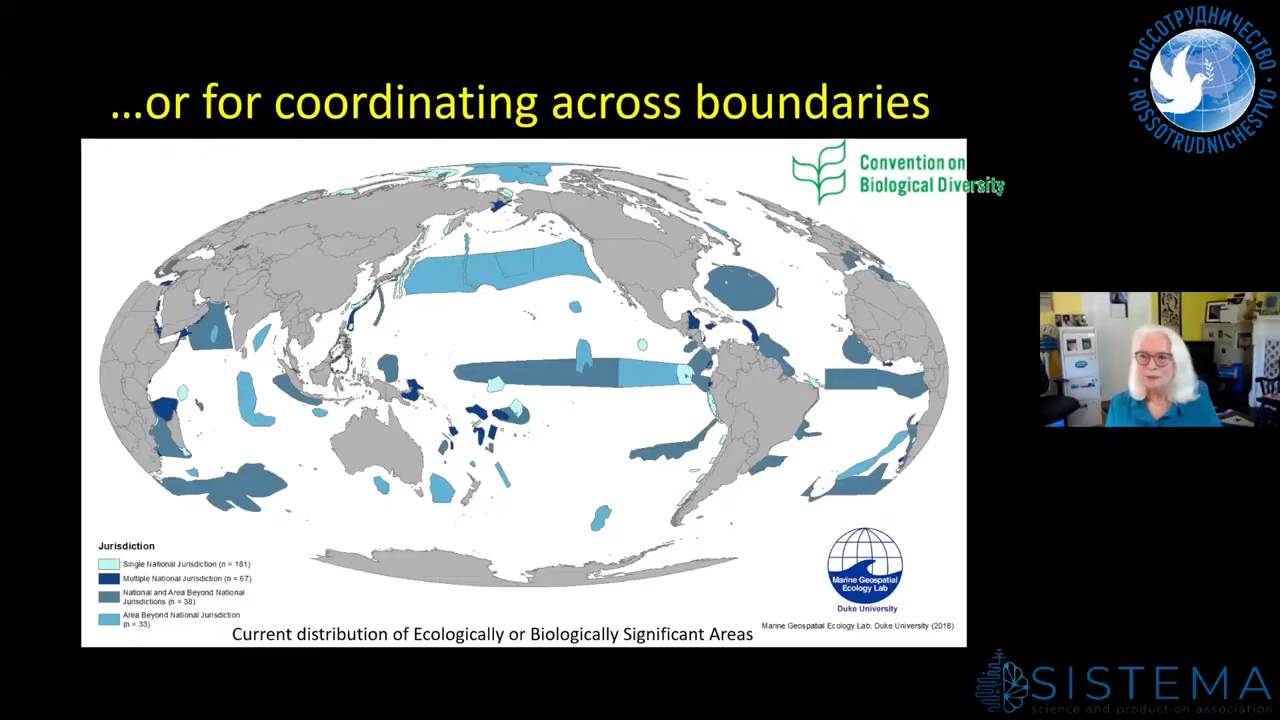 …or for coordinating across boundaries
РОССОТРУДНИЧЕСТВО
ROSSOTRUDNICHESTVO
Convention on
Biological Diversity
Jurisdiction
Single National Jurisdiction (n = 181)
Multiple National Jurisdiction (n = 67)
National and Area Beyond National
Jurisdictions (n = 38)
Area Beyond National Jurisdiction
(n = 33)
Marine Geospatial
Ecology Lab
Duke University
Marine Geospatial Ecology Lab, Duke University (2018)
Current distribution of Ecologically or Biologically Significant Areas
SISTEMA
science and production association